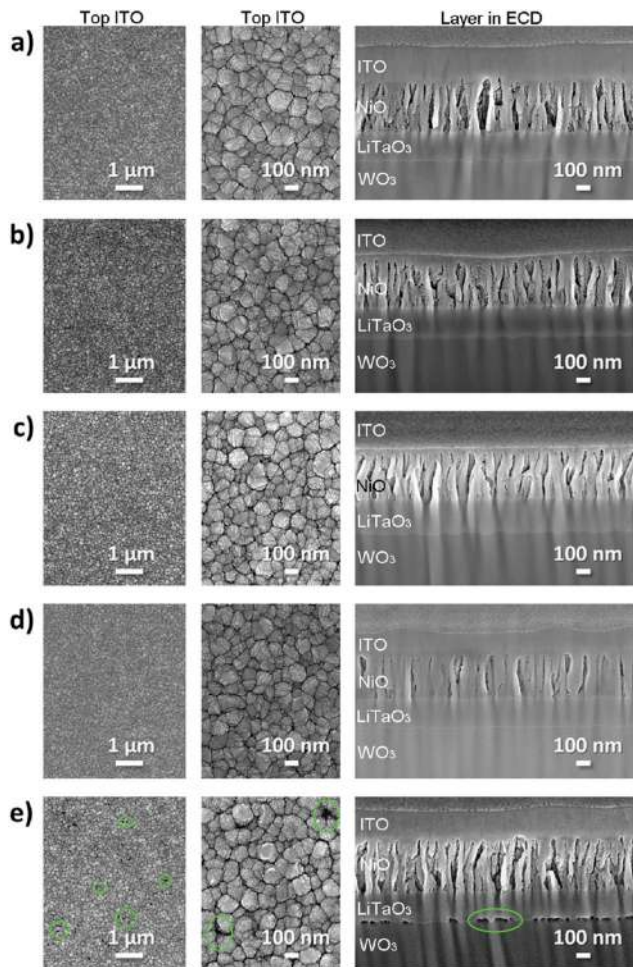 Top ITO Top ITO Layer in ECD
a)
ITO
NiO
LiTaO₃
WO₃
1 µm 100 nm 100 nm
b)
ITO
NiO
LiTaO₃
WO₃
1 µm 100 nm 100 nm
c)
ITO
NiO
LiTaO₃
WO₃
1 µm 100 nm 100 nm
d)
ITO
NiO
LiTaO₃
WO₃
1 µm 100 nm 100 nm
e)
ITO
NiO
LiTaO₃
WO₃
1 µm 100 nm 100 nm